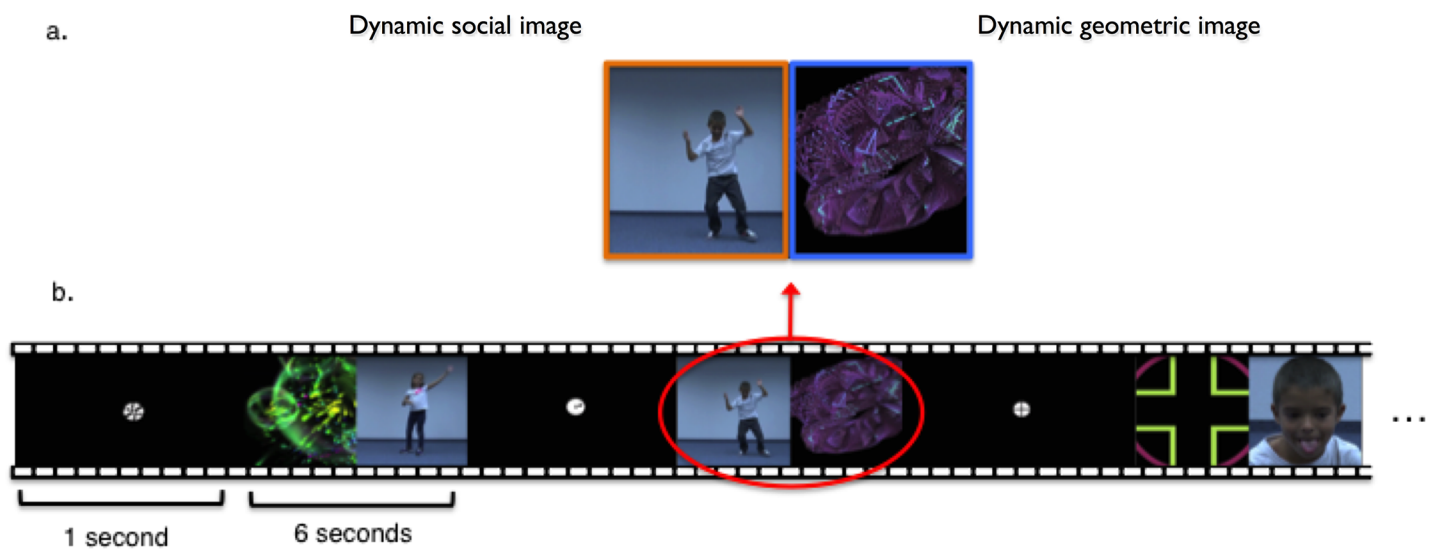 a.
Dynamic social image
Dynamic geometric image
b.
...
1 second
6 seconds